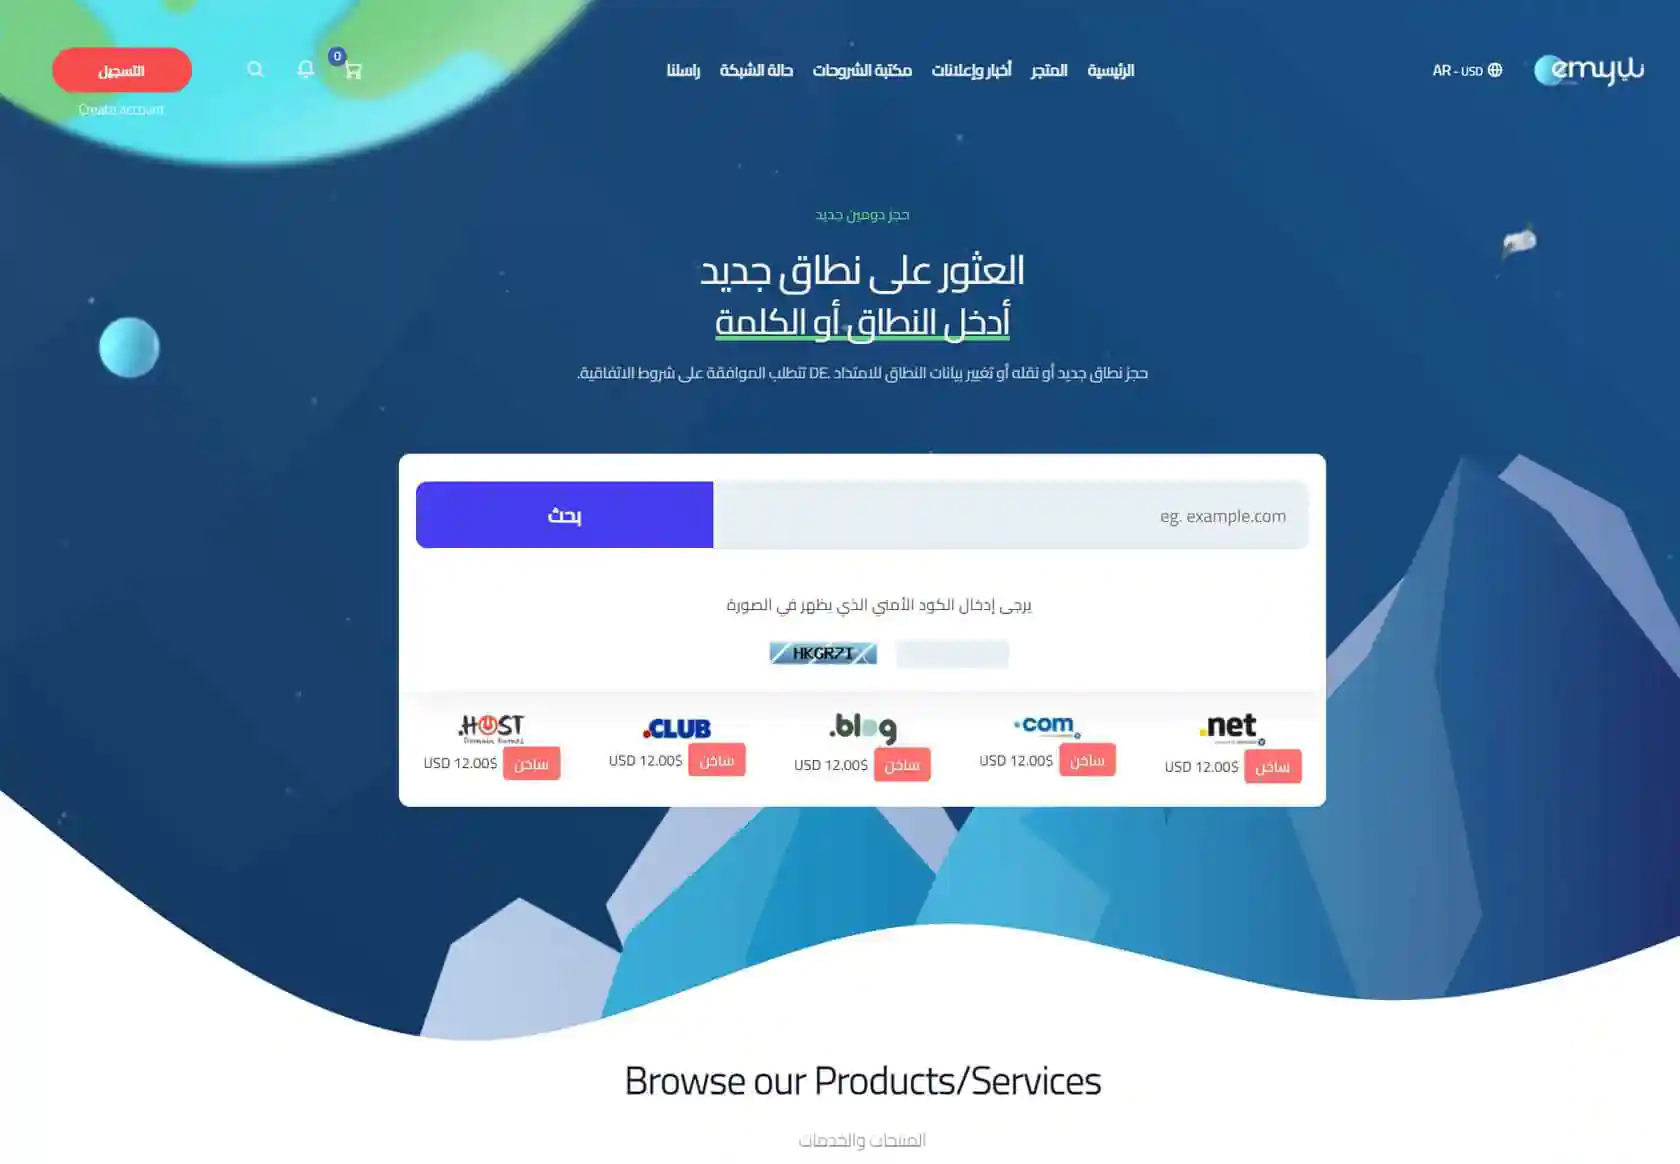 emyu
AR - USD
الرئيسية
المتجر
أخبار وإعلانات
مكتبة الشروحات
حالة الشبكة
راسلنا
0
التسجيل
Create account
حجز دومين جديد
العثور على نطاق جديد
أدخل النطاق أو الكلمة
حجز نطاق جديد أو نقله أو تغيير بيانات النطاق للامتداد .DE تتطلب الموافقة على شروط الاتفاقية.
eg. example.com
بحث
يرجى إدخال الكود الأمني الذي يظهر في الصورة
HKGR7I
.net
ساخن USD 12.00$
.com
ساخن USD 12.00$
.blog
ساخن USD 12.00$
.CLUB
ساخن USD 12.00$
.HOST
Domain Names
ساخن USD 12.00$
Browse our Products/Services
المنتجات والخدمات